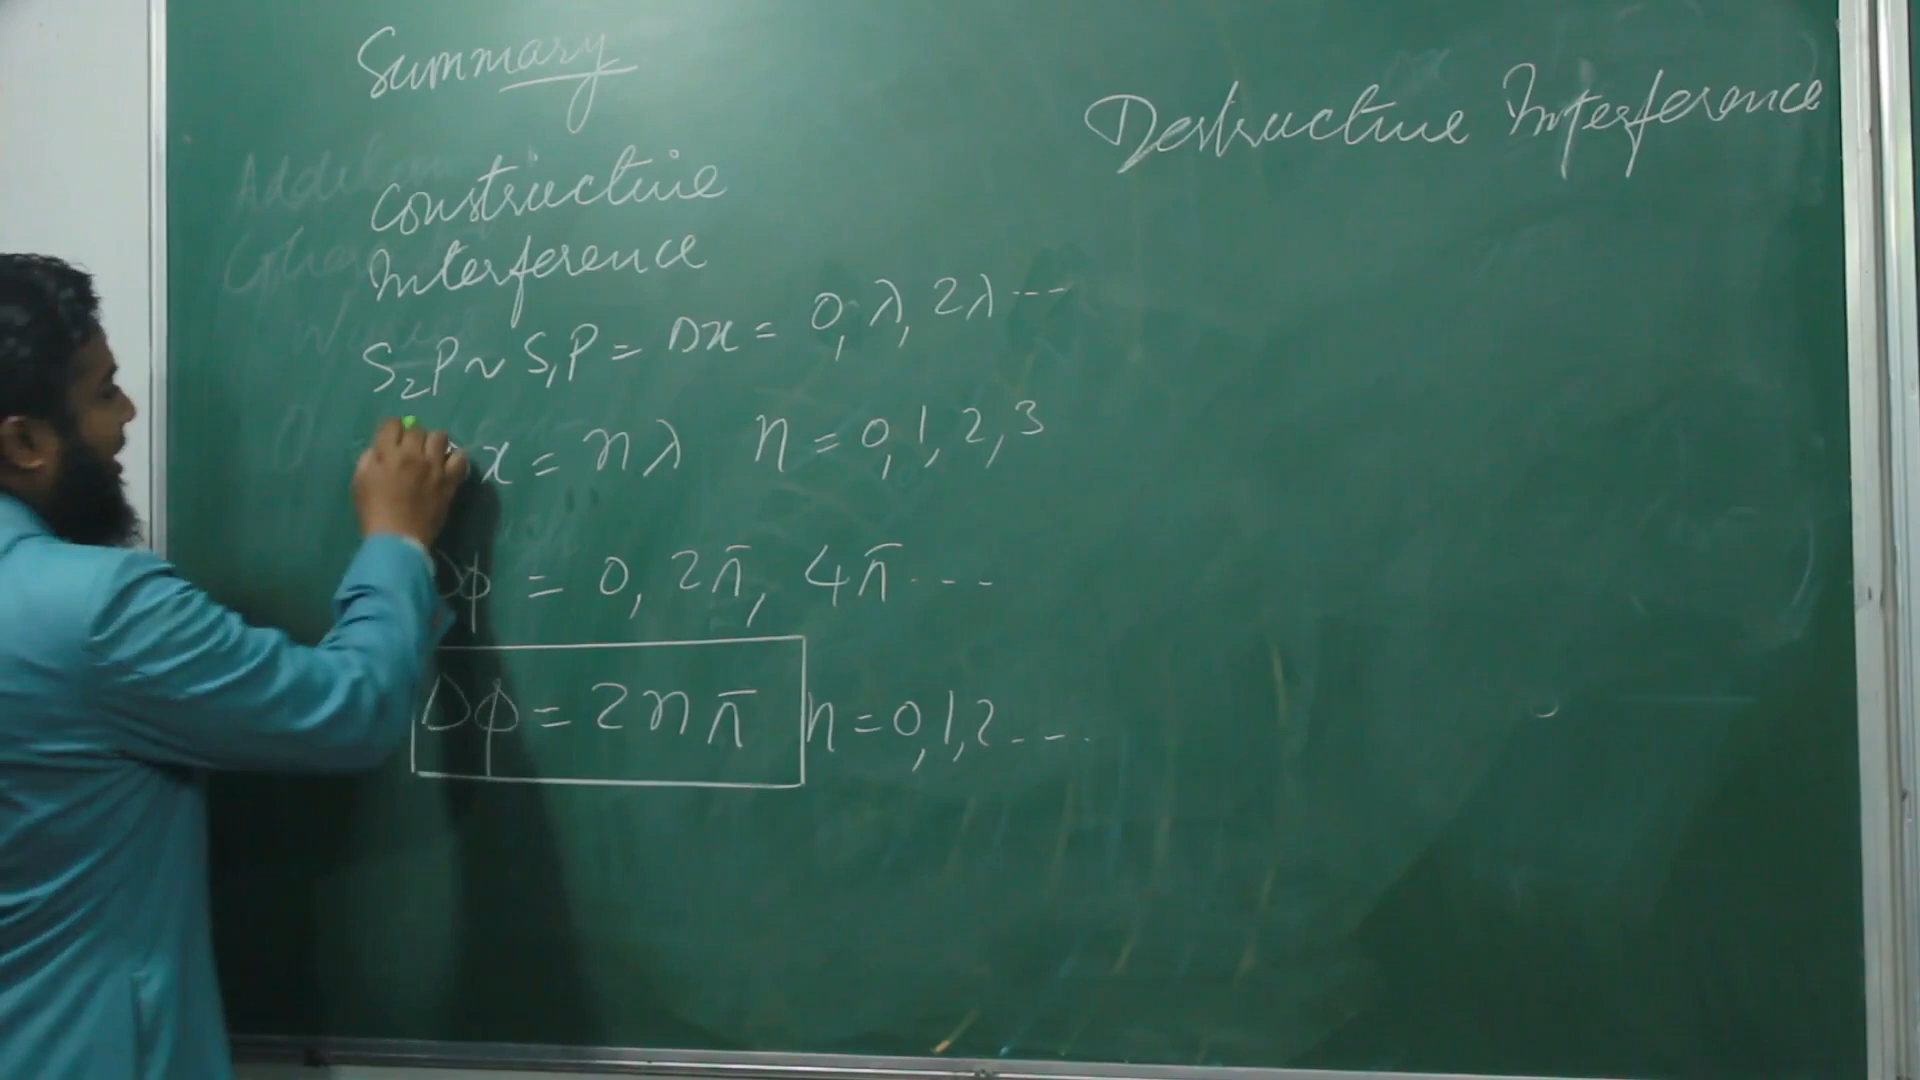 Summary
Constructive
Interference
S₂P ~ S₁P = Δx = 0, λ, 2λ ---
x = nλ n = 0, 1, 2, 3
Δφ = 0, 2π, 4π ---
Δφ = 2nπ n = 0, 1, 2 ---
Destructive Interference